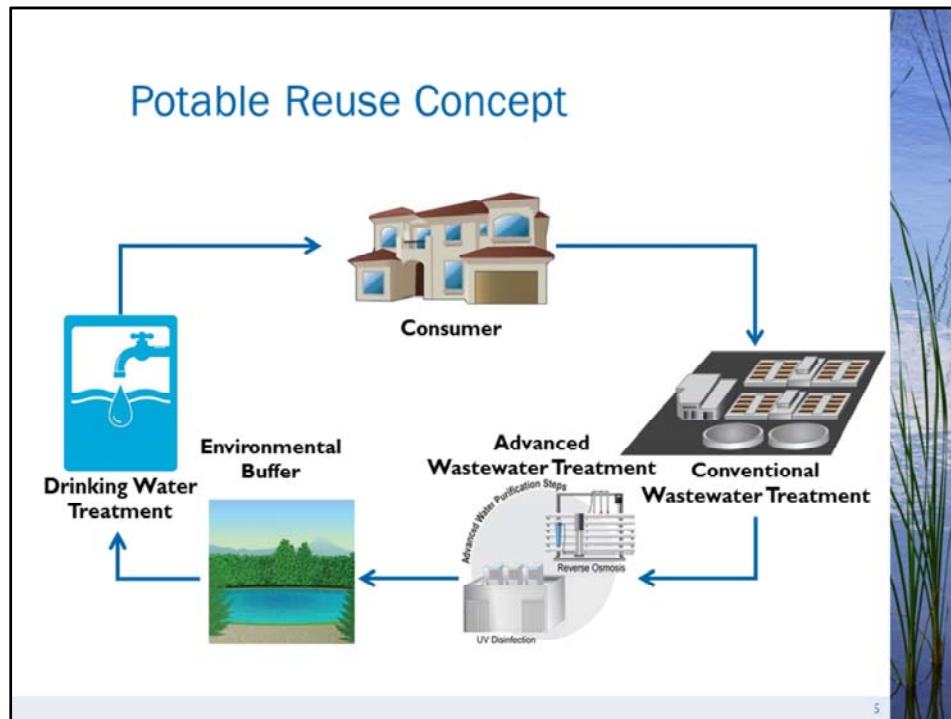 Potable Reuse Concept
Consumer
Conventional
Wastewater Treatment
Advanced
Wastewater Treatment
Advanced Water Purification Steps
Reverse Osmosis
UV Disinfection
Environmental
Buffer
Drinking Water
Treatment
5